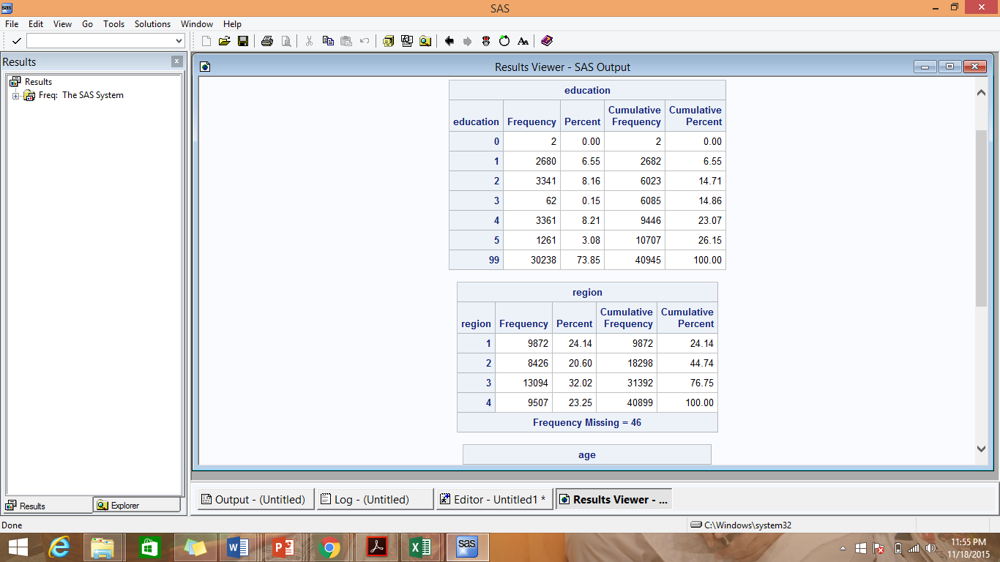 SAS
File Edit View Go Tools Solutions Window Help
Results
Results Viewer - SAS Output
Results
Freq: The SAS System
education
education Frequency Percent Cumulative Frequency Cumulative Percent
0 2 0.00 2 0.00
1 2680 6.55 2682 6.55
2 3341 8.16 6023 14.71
3 62 0.15 6085 14.86
4 3361 8.21 9446 23.07
5 1261 3.08 10707 26.15
99 30238 73.85 40945 100.00
region
region Frequency Percent Cumulative Frequency Cumulative Percent
1 9872 24.14 9872 24.14
2 8426 20.60 18298 44.74
3 13094 32.02 31392 76.75
4 9507 23.25 40899 100.00
Frequency Missing = 46
age
Results Explorer
Output - (Untitled) Log - (Untitled) Editor - Untitled1 * Results Viewer - ...
Done C:\Windows\system32
sas
11:55 PM
11/18/2015